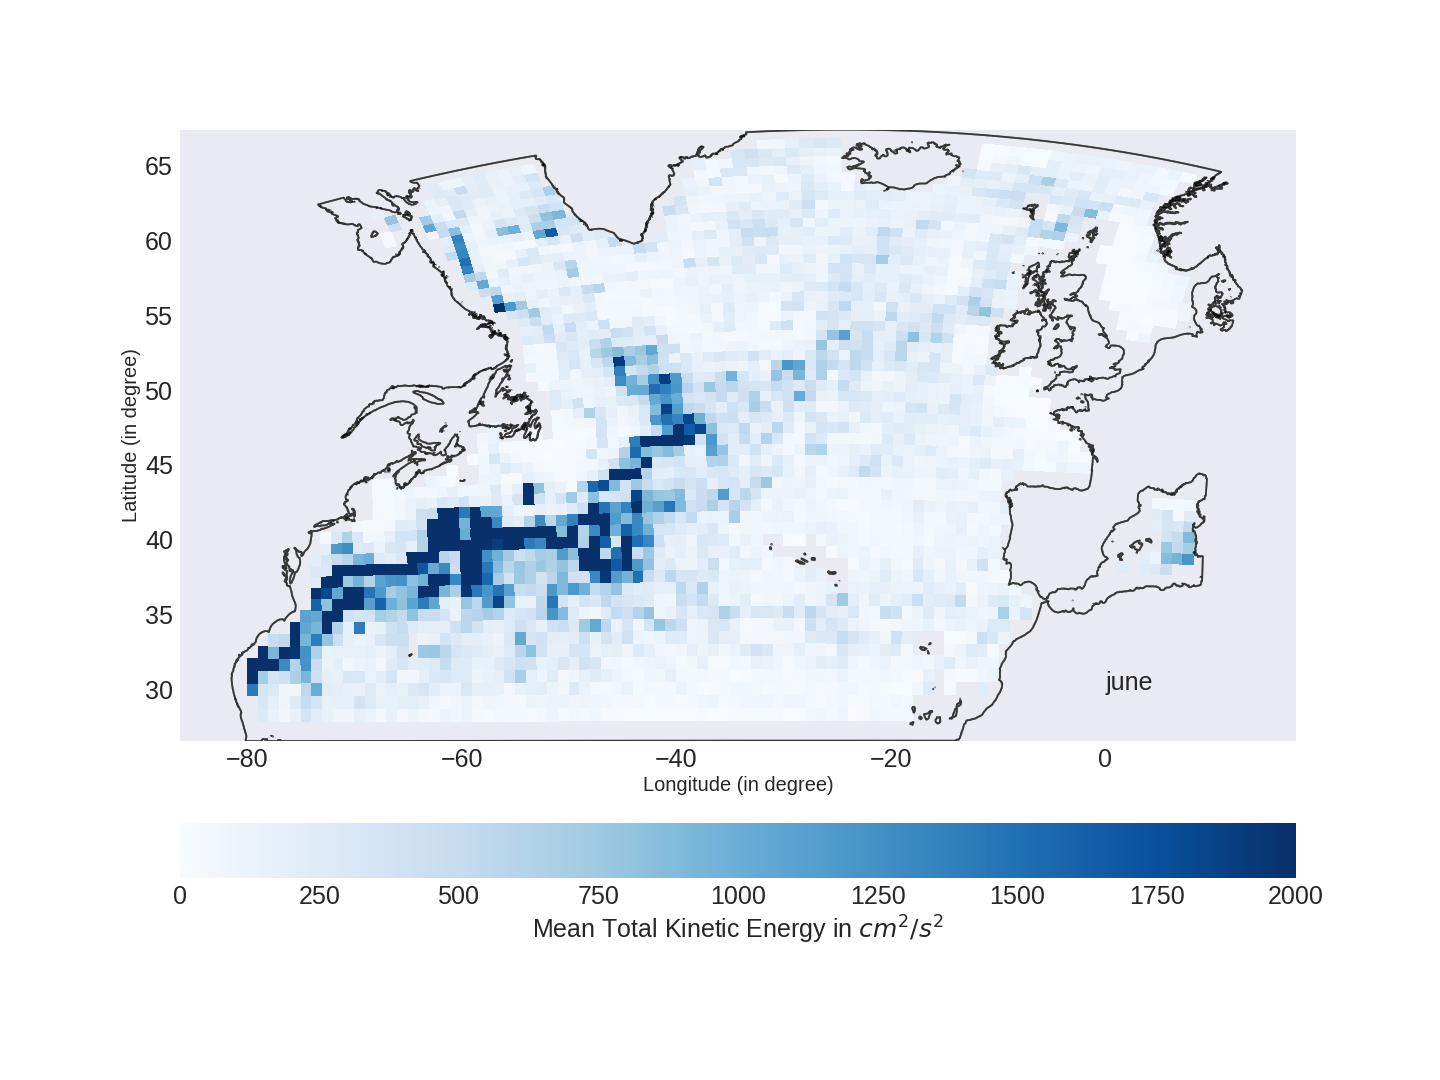 65
60
55
50
45
40
35
30
Latitude (in degree)
june
−80 −60 −40 −20 0
Longitude (in degree)
0 250 500 750 1000 1250 1500 1750 2000
Mean Total Kinetic Energy in cm²/s²